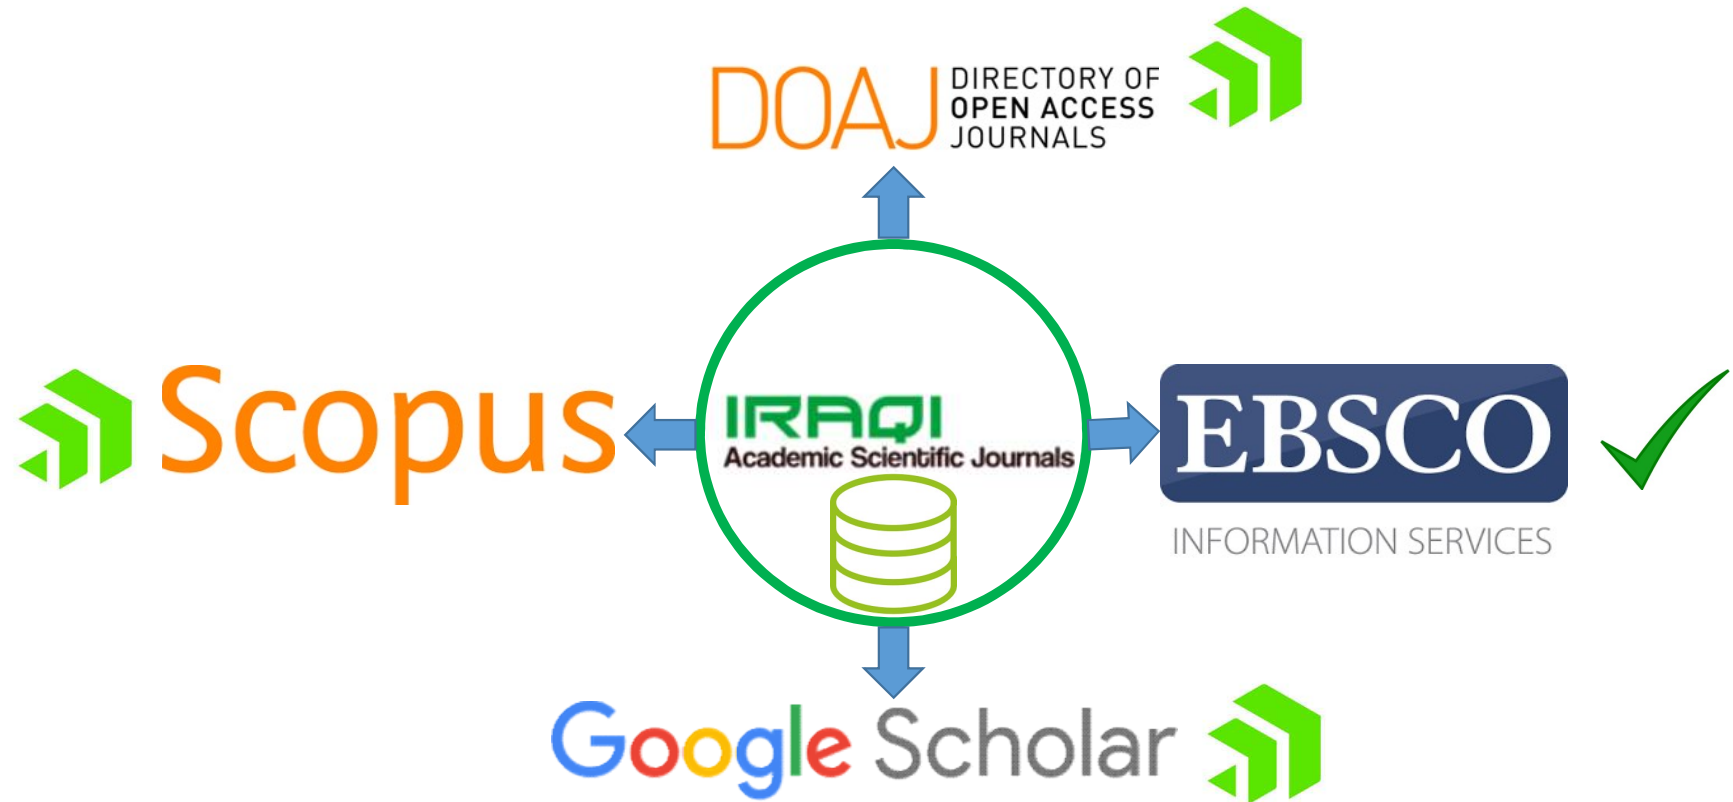 DOAJ
DIRECTORY OF
OPEN ACCESS
JOURNALS
Scopus
IRAQI
Academic Scientific Journals
EBSCO
INFORMATION SERVICES
Google Scholar